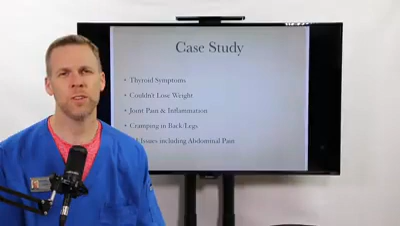 Case Study
• Thyroid Symptoms
• Couldn't Lose Weight
• Joint Pain & Inflammation
• Cramping in Back/Legs
Issues including Abdominal Pain